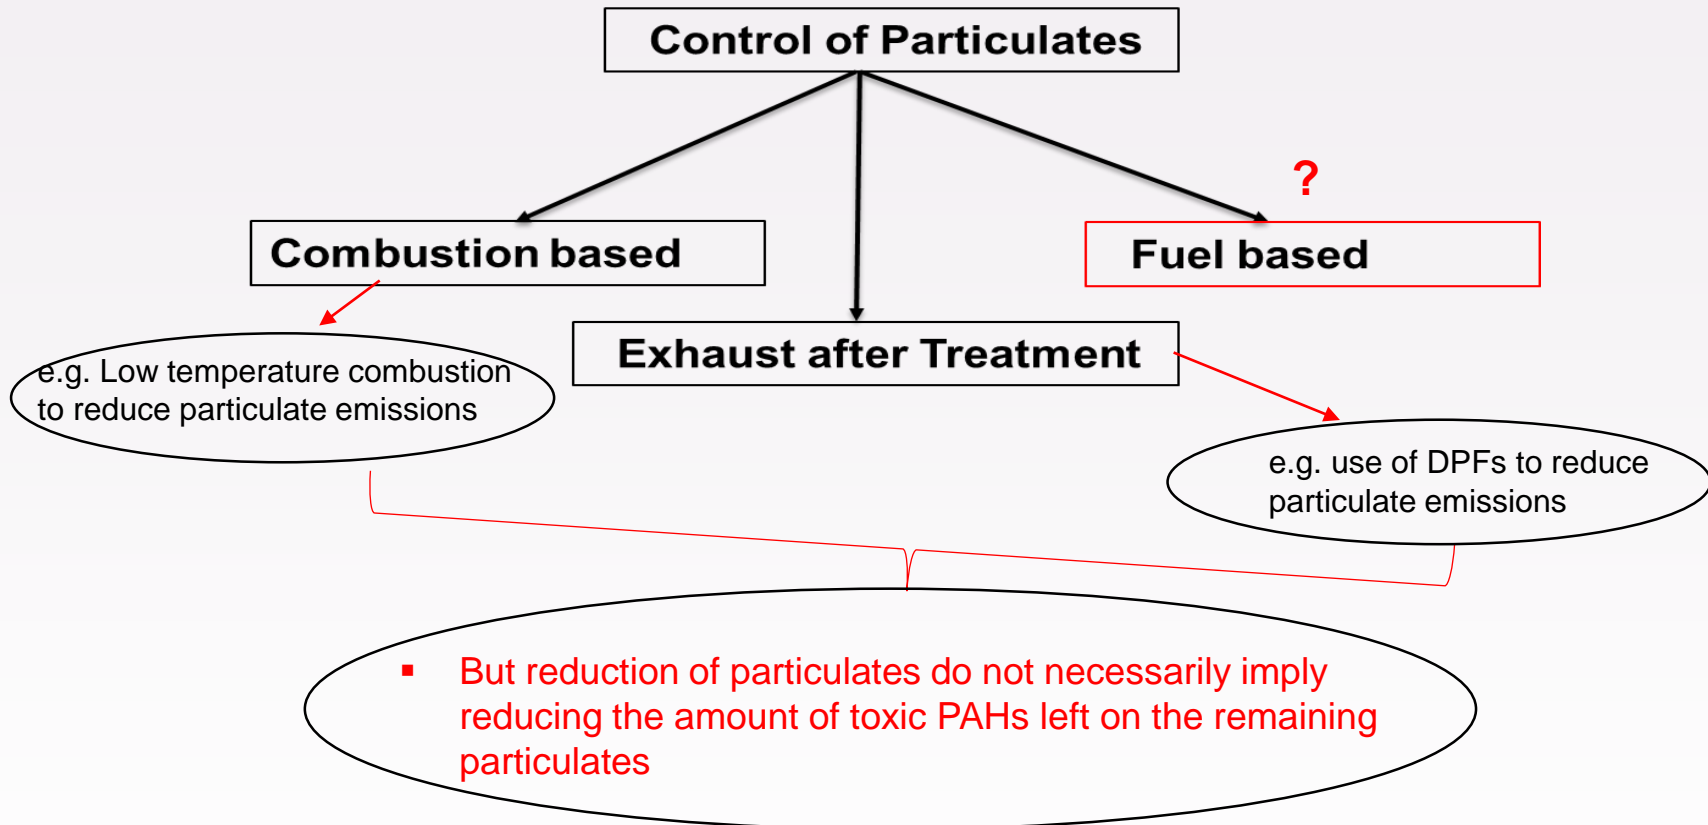 Control of Particulates
?
Combustion based
Fuel based
Exhaust after Treatment
e.g. Low temperature combustion
to reduce particulate emissions
e.g. use of DPFs to reduce
particulate emissions
▪ But reduction of particulates do not necessarily imply
reducing the amount of toxic PAHs left on the remaining
particulates